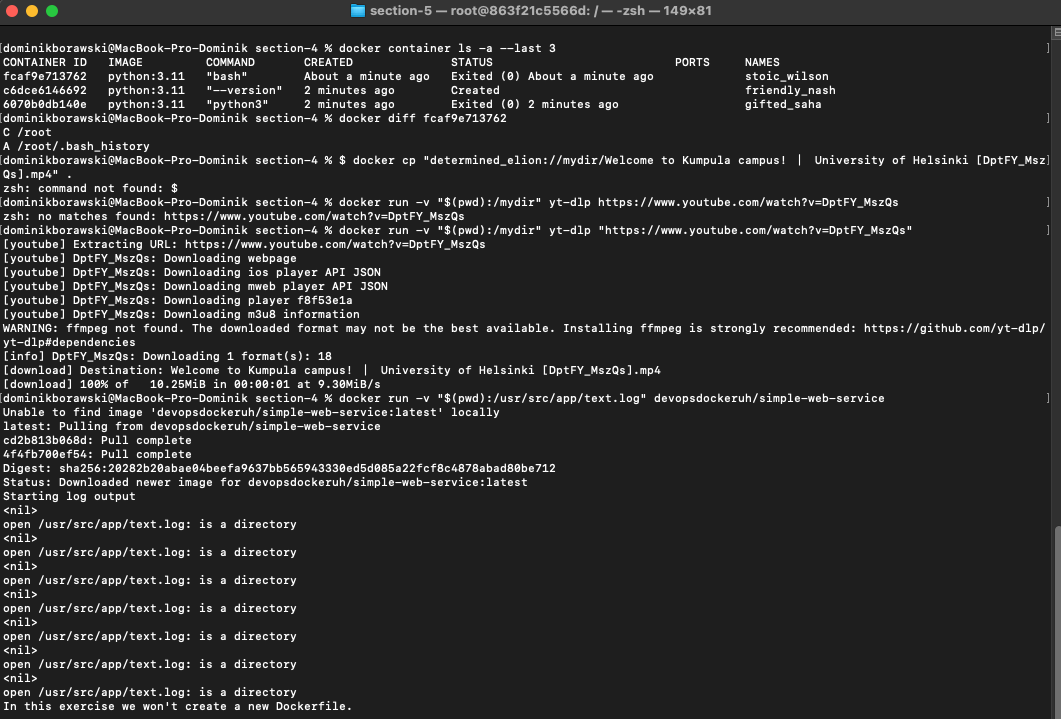 section-5 — root@863f21c5566d: / — -zsh — 149×81
[dominikborawski@MacBook-Pro-Dominik section-4 % docker container ls -a --last 3 ]
CONTAINER ID   IMAGE         COMMAND       CREATED              STATUS                          PORTS     NAMES
fcaf9e713762   python:3.11   "bash"        About a minute ago   Exited (0) About a minute ago             stoic_wilson
c6dce6146692   python:3.11   "--version"   2 minutes ago        Created                                   friendly_nash
6070b0db140e   python:3.11   "python3"     2 minutes ago        Exited (0) 2 minutes ago                  gifted_saha
[dominikborawski@MacBook-Pro-Dominik section-4 % docker diff fcaf9e713762 ]
C /root
A /root/.bash_history
[dominikborawski@MacBook-Pro-Dominik section-4 % $ docker cp "determined_elion://mydir/Welcome to Kumpula campus! | University of Helsinki [DptFY_Msz]
Qs].mp4" .
zsh: command not found: $
[dominikborawski@MacBook-Pro-Dominik section-4 % docker run -v "$(pwd):/mydir" yt-dlp https://www.youtube.com/watch?v=DptFY_MszQs ]
zsh: no matches found: https://www.youtube.com/watch?v=DptFY_MszQs
[dominikborawski@MacBook-Pro-Dominik section-4 % docker run -v "$(pwd):/mydir" yt-dlp "https://www.youtube.com/watch?v=DptFY_MszQs" ]
[youtube] Extracting URL: https://www.youtube.com/watch?v=DptFY_MszQs
[youtube] DptFY_MszQs: Downloading webpage
[youtube] DptFY_MszQs: Downloading ios player API JSON
[youtube] DptFY_MszQs: Downloading mweb player API JSON
[youtube] DptFY_MszQs: Downloading player f8f53e1a
[youtube] DptFY_MszQs: Downloading m3u8 information
WARNING: ffmpeg not found. The downloaded format may not be the best available. Installing ffmpeg is strongly recommended: https://github.com/yt-dlp/
yt-dlp#dependencies
[info] DptFY_MszQs: Downloading 1 format(s): 18
[download] Destination: Welcome to Kumpula campus! | University of Helsinki [DptFY_MszQs].mp4
[download] 100% of   10.25MiB in 00:00:01 at 9.30MiB/s
[dominikborawski@MacBook-Pro-Dominik section-4 % docker run -v "$(pwd):/usr/src/app/text.log" devopsdockeruh/simple-web-service ]
Unable to find image 'devopsdockeruh/simple-web-service:latest' locally
latest: Pulling from devopsdockeruh/simple-web-service
cd2b813b068d: Pull complete
4f4fb700ef54: Pull complete
Digest: sha256:20282b20abae04beefa9637bb565943330ed5d085a22fcf8c4878abad80be712
Status: Downloaded newer image for devopsdockeruh/simple-web-service:latest
Starting log output
<nil>
open /usr/src/app/text.log: is a directory
<nil>
open /usr/src/app/text.log: is a directory
<nil>
open /usr/src/app/text.log: is a directory
<nil>
open /usr/src/app/text.log: is a directory
<nil>
open /usr/src/app/text.log: is a directory
<nil>
open /usr/src/app/text.log: is a directory
<nil>
open /usr/src/app/text.log: is a directory
In this exercise we won't create a new Dockerfile.